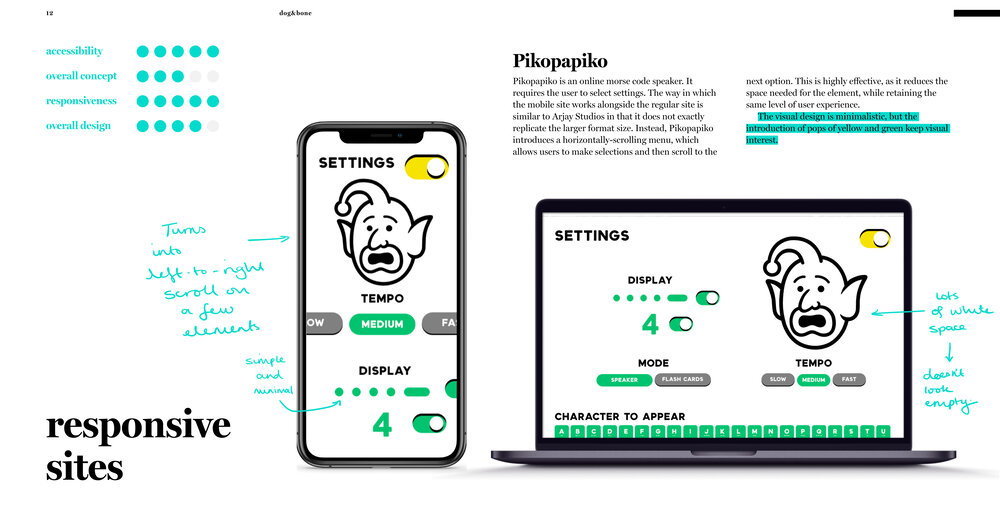 12
dog&bone
accessibility
overall concept
responsiveness
overall design
Pikopapiko
Pikopapiko is an online morse code speaker. It
requires the user to select settings. The way in which
the mobile site works alongside the regular site is
similar to Arjay Studios in that it does not exactly
replicate the larger format size. Instead, Pikopapiko
introduces a horizontally-scrolling menu, which
allows users to make selections and then scroll to the
next option. This is highly effective, as it reduces the
space needed for the element, while retaining the
same level of user experience.
The visual design is minimalistic, but the
introduction of pops of yellow and green keep visual
interest.
Turns
into
left-to-right
scroll on
a few
elements
simple
and
minimal
responsive
sites
SETTINGS
TEMPO
OW MEDIUM FA
DISPLAY
4
SETTINGS
DISPLAY
4
MODE
SPEAKER FLASH CARDS
TEMPO
SLOW MEDIUM FAST
CHARACTER TO APPEAR
A B C D E F G H I J K L M N O P Q R S T U
lots
of white
space
doesn't
look
empty